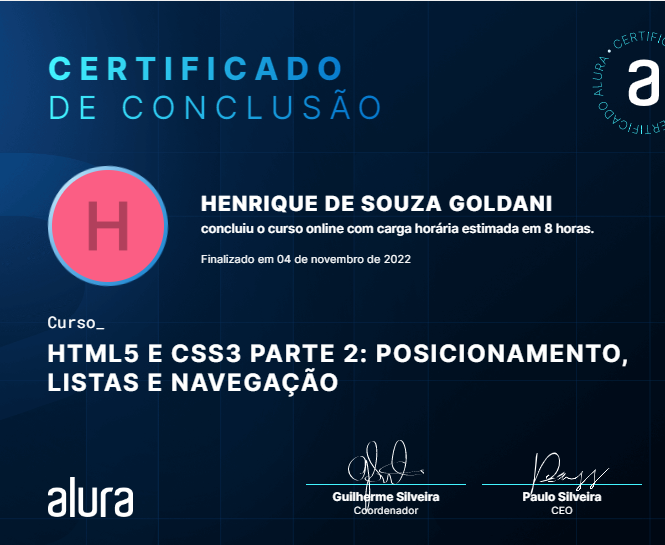 CERTIFICADO
DE CONCLUSÃO
CERTIFICADO ALURA • CERTIFIC
a
H
HENRIQUE DE SOUZA GOLDANI
concluiu o curso online com carga horária estimada em 8 horas.
Finalizado em 04 de novembro de 2022
Curso_
HTML5 E CSS3 PARTE 2: POSICIONAMENTO,
LISTAS E NAVEGAÇÃO
alura
Guilherme Silveira
Coordenador
Paulo Silveira
CEO